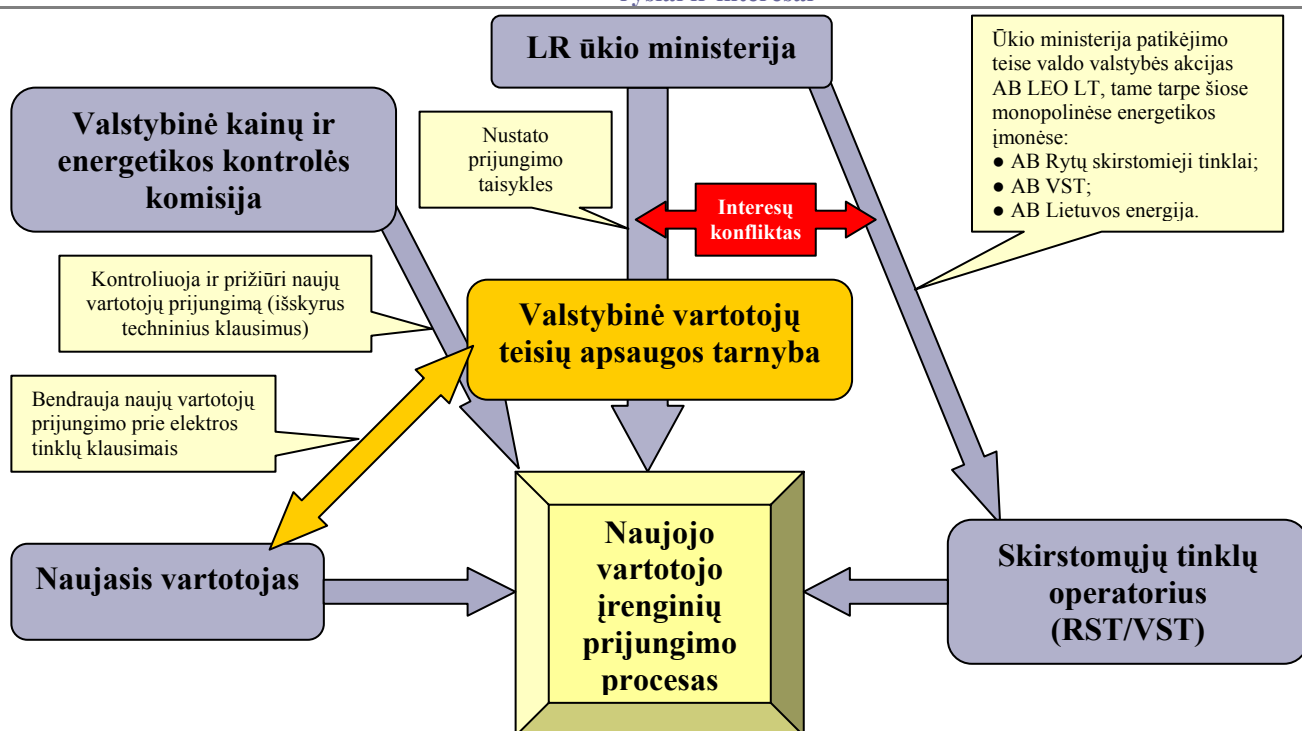 LR ūkio ministerija
Ūkio ministerija patikėjimo
teise valdo valstybės akcijas
AB LEO LT, tame tarpe šiose
monopolinėse energetikos
įmonėse:
● AB Rytų skirstomieji tinklai;
● AB VST;
● AB Lietuvos energija.
Valstybinė kainų ir
energetikos kontrolės
komisija
Nustato
prijungimo
taisykles
Interesų
konfliktas
Kontroliuoja ir prižiūri naujų
vartotojų prijungimą (išskyrus
techninius klausimus)
Valstybinė vartotojų
teisių apsaugos tarnyba
Bendrauja naujų vartotojų
prijungimo prie elektros
tinklų klausimais
Naujasis vartotojas
Naujojo
vartotojo
įrenginių
prijungimo
procesas
Skirstomųjų tinklų
operatorius
(RST/VST)